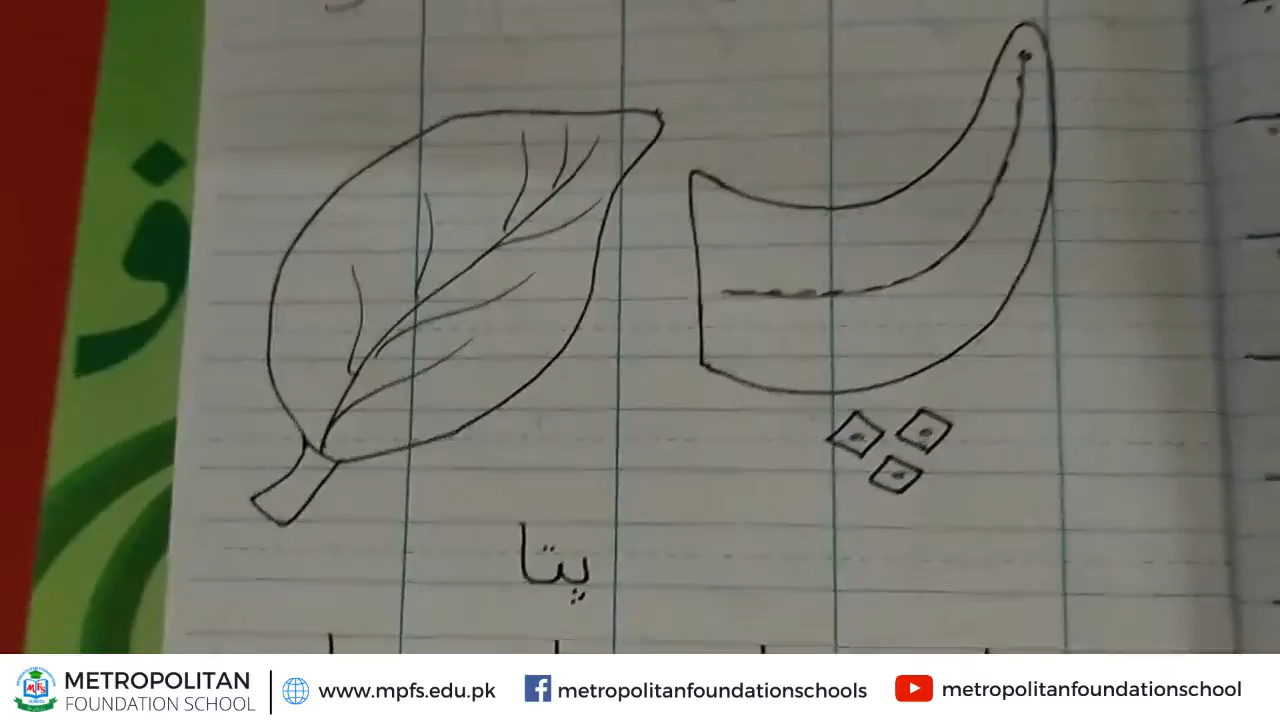 ف
پ
پتا
METROPOLITAN
FOUNDATION SCHOOL
www.mpfs.edu.pk
metropolitanfoundationschools
metropolitanfoundationschool